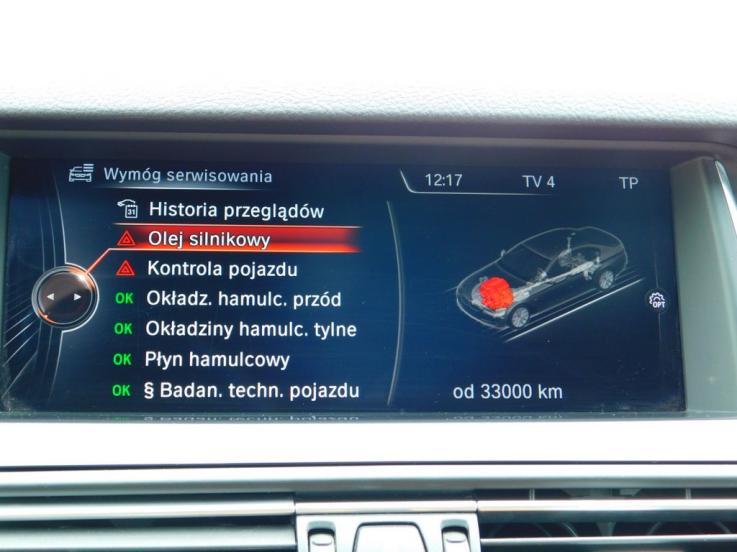 Wymóg serwisowania
12:17 TV 4 TP
31 Historia przeglądów
Olej silnikowy
Kontrola pojazdu
OK Okładz. hamulc. przód
OK Okładziny hamulc. tylne
OPT
OK Płyn hamulcowy
OK § Badan. techn. pojazdu
od 33000 km